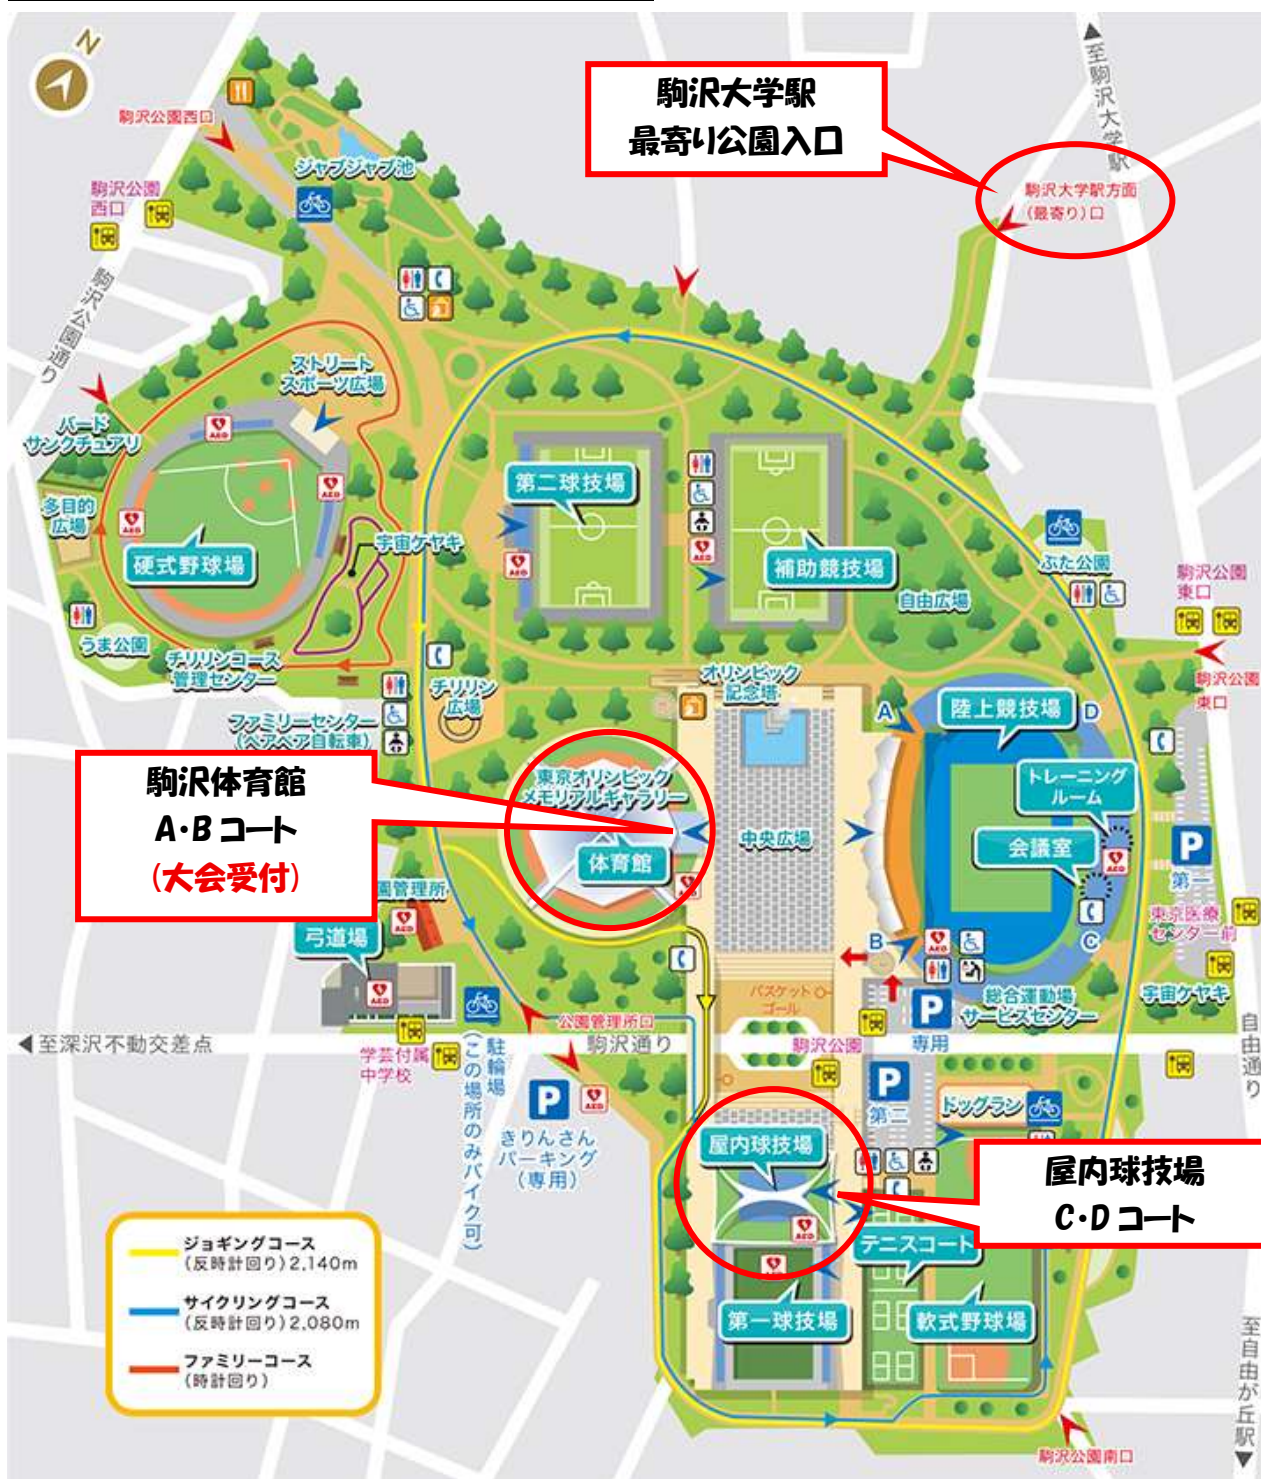 N
駒沢公園西口
駒沢公園
西口
ジャブジャブ池
駒沢大学駅
最寄り公園入口
▲至駒沢大学駅
駒沢大学駅方面
(最寄り)口
駒沢公園通り
ストリート
スポーツ広場
バード
サンクチュアリ
多目的
広場
AED
AED
AED
硬式野球場
宇宙ケヤキ
うま公園
チリリンコース
管理センター
第二球技場
AED
補助競技場
AED
自由広場
ぶた公園
駒沢公園
東口
駒沢公園
東口
ファミリーセンター
(ペアペア自転車)
チリリン
広場
オリンピック
記念塔
A
陸上競技場
D
トレーニング
ルーム
会議室
AED
P
第一
駒沢体育館
A・Bコート
(大会受付)
東京オリンピック
メモリアルギャラリー
体育館
AED
中央広場
園管理所
AED
弓道場
AED
B
AED
C
東京医療
センター前
宇宙ケヤキ
総合運動場
サービスセンター
バスケット
ゴール
P
専用
◀至深沢不動交差点
公園管理所口
駒沢通り
駒沢公園
学芸付属
中学校
駐輪場
(この場所のみバイク可)
P
AED
きりんさん
パーキング
(専用)
P
第二
ドッグラン
自由通り
屋内球技場
AED
屋内球技場
C・Dコート
テニスコート
AED
第一球技場
軟式野球場
ジョギングコース
(反時計回り)2,140m
サイクリングコース
(反時計回り)2,080m
ファミリーコース
(時計回り)
至自由が丘駅▼
駒沢公園南口